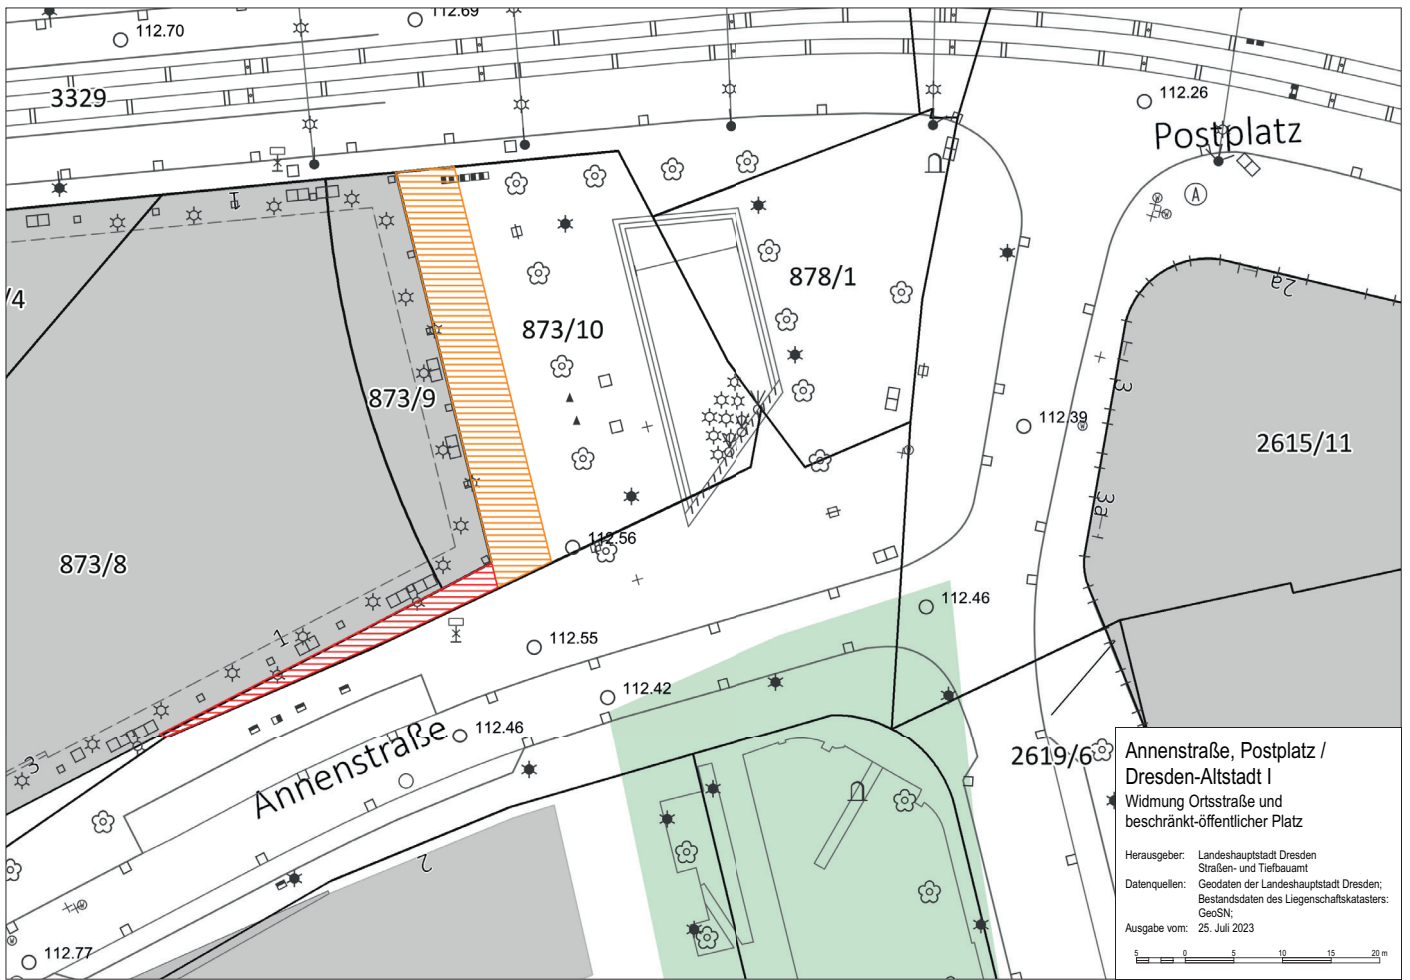 112.70
112.69
3329
112.26
Postplatz
A
1
878/1
2a
/4
873/10
873/9
3
112.39
2615/11
3a
873/8
112.56
112.46
1
112.55
112.42
112.46
Annenstraße
2619/6
3
2
112.77
Annenstraße, Postplatz /
Dresden-Altstadt I
Widmung Ortsstraße und
beschränkt-öffentlicher Platz
Herausgeber: Landeshauptstadt Dresden
Straßen- und Tiefbauamt
Datenquellen: Geodaten der Landeshauptstadt Dresden;
Bestandsdaten des Liegenschaftskatasters:
GeoSN;
Ausgabe vom: 25. Juli 2023
5 0 5 10 15 20 m